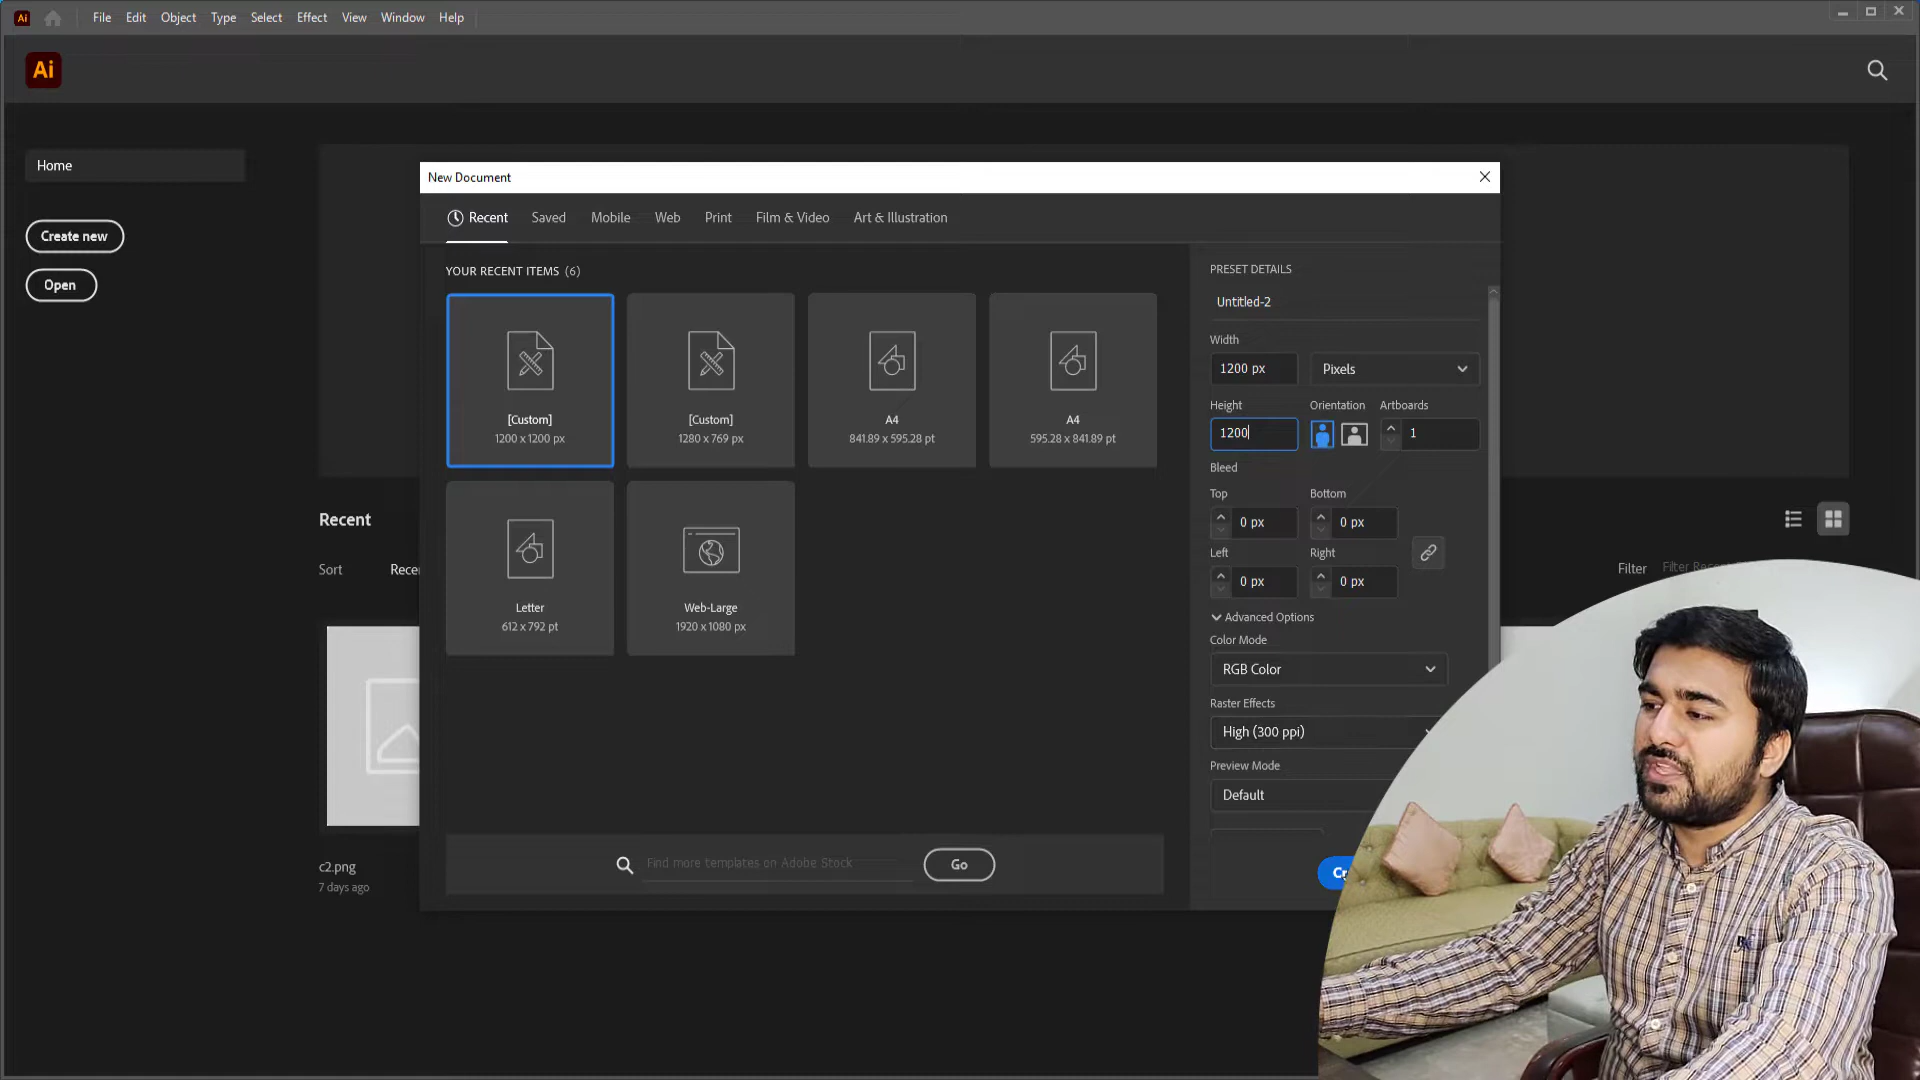 Ai File Edit Object Type Select Effect View Window Help
Ai
Home
Create new
Open
New Document
Recent Saved Mobile Web Print Film & Video Art & Illustration
YOUR RECENT ITEMS (6)
[Custom]
1200 x 1200 px
[Custom]
1280 x 769 px
A4
841.89 x 595.28 pt
A4
595.28 x 841.89 pt
Letter
612 x 792 pt
Web-Large
1920 x 1080 px
Find more templates on Adobe Stock Go
PRESET DETAILS
Untitled-2
Width
1200 px Pixels
Height Orientation Artboards
1200 1
Bleed
Top Bottom
0 px 0 px
Left Right
0 px 0 px
Advanced Options
Color Mode
RGB Color
Raster Effects
High (300 ppi)
Preview Mode
Default
Recent
Sort
Filter
c2.png
7 days ago